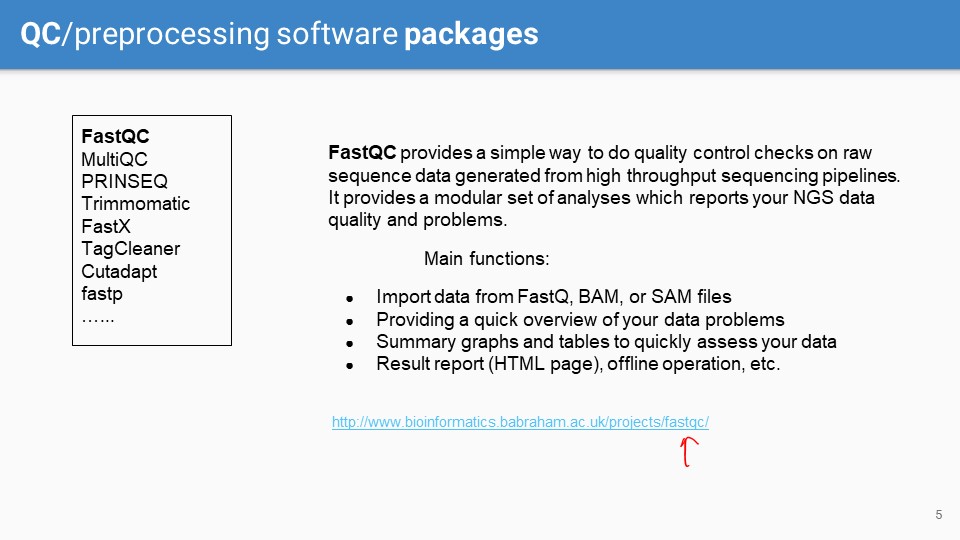 QC/preprocessing software packages
FastQC
MultiQC
PRINSEQ
Trimmomatic
FastX
TagCleaner
Cutadapt
fastp
…...
FastQC provides a simple way to do quality control checks on raw
sequence data generated from high throughput sequencing pipelines.
It provides a modular set of analyses which reports your NGS data
quality and problems.
Main functions:
● Import data from FastQ, BAM, or SAM files
● Providing a quick overview of your data problems
● Summary graphs and tables to quickly assess your data
● Result report (HTML page), offline operation, etc.
http://www.bioinformatics.babraham.ac.uk/projects/fastqc/
5